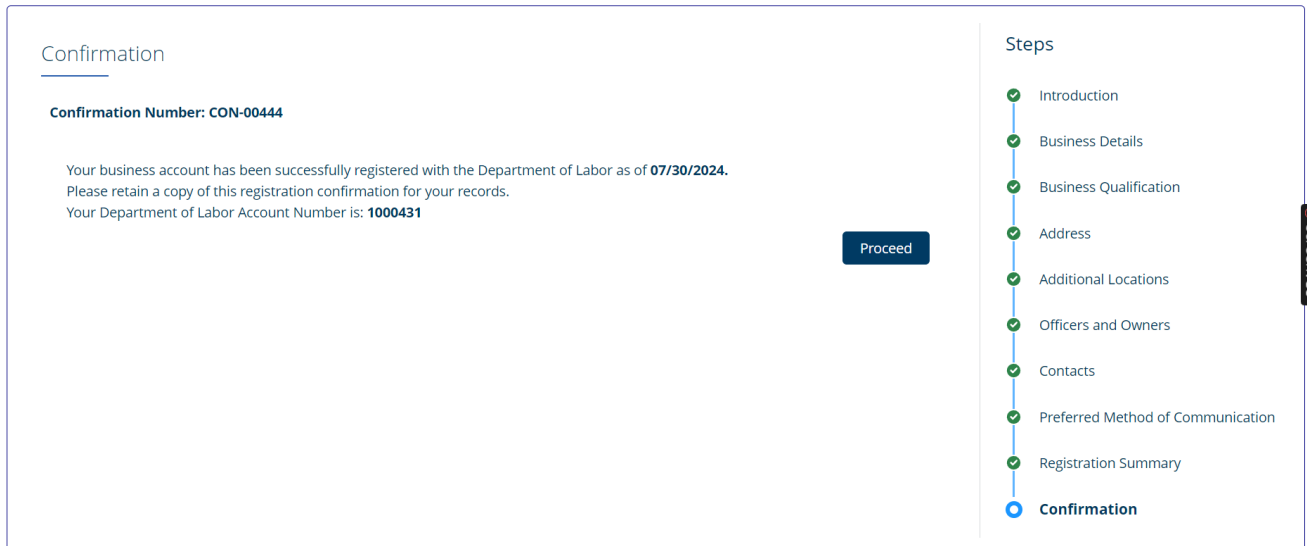 Confirmation
Confirmation Number: CON-00444
Your business account has been successfully registered with the Department of Labor as of 07/30/2024.
Please retain a copy of this registration confirmation for your records.
Your Department of Labor Account Number is: 1000431
Proceed
Steps
Introduction
Business Details
Business Qualification
Address
Additional Locations
Officers and Owners
Contacts
Preferred Method of Communication
Registration Summary
Confirmation